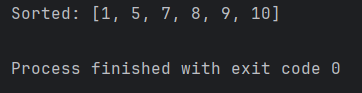 Sorted: [1, 5, 7, 8, 9, 10]
Process finished with exit code 0